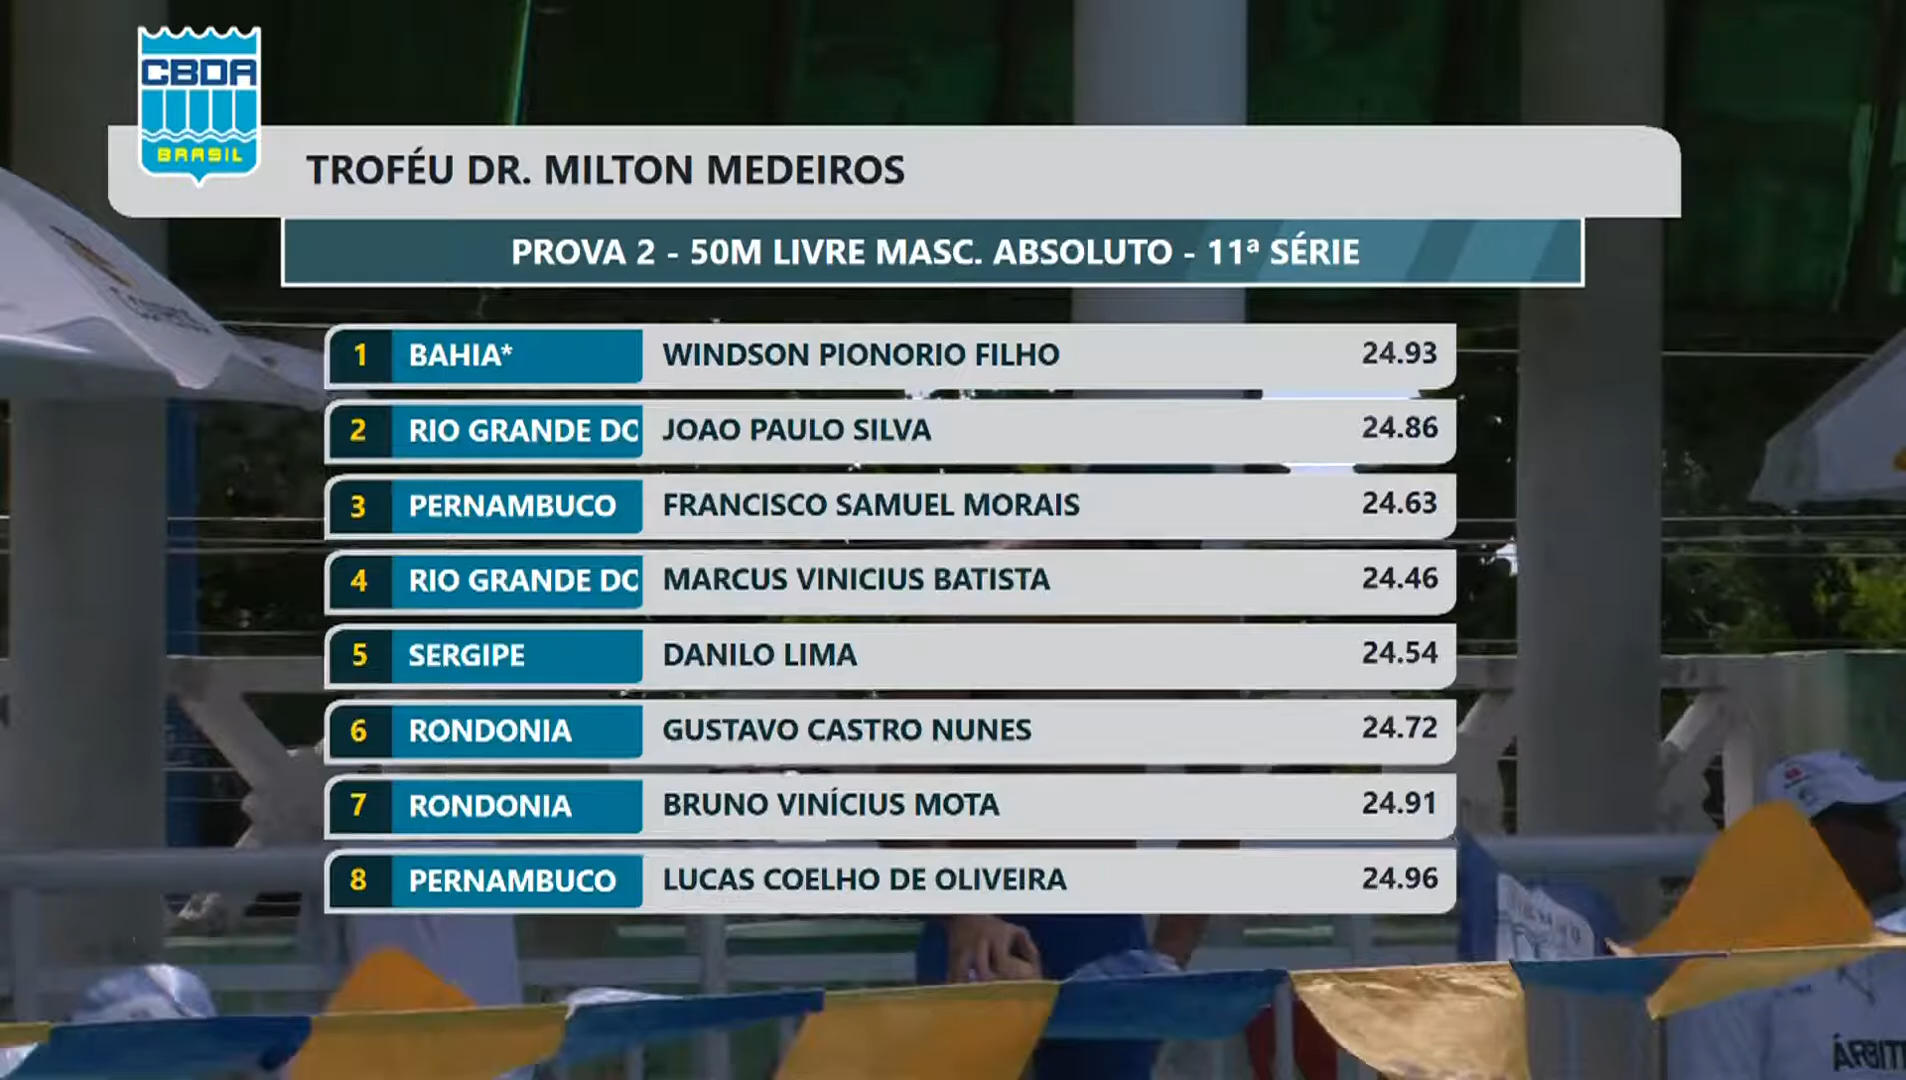 CBDA
BRASIL
TROFÉU DR. MILTON MEDEIROS
PROVA 2 - 50M LIVRE MASC. ABSOLUTO - 11ª SÉRIE
1 BAHIA* WINDSON PIONORIO FILHO 24.93
2 RIO GRANDE DO JOAO PAULO SILVA 24.86
3 PERNAMBUCO FRANCISCO SAMUEL MORAIS 24.63
4 RIO GRANDE DO MARCUS VINICIUS BATISTA 24.46
5 SERGIPE DANILO LIMA 24.54
6 RONDONIA GUSTAVO CASTRO NUNES 24.72
7 RONDONIA BRUNO VINÍCIUS MOTA 24.91
8 PERNAMBUCO LUCAS COELHO DE OLIVEIRA 24.96
ÁRBIT